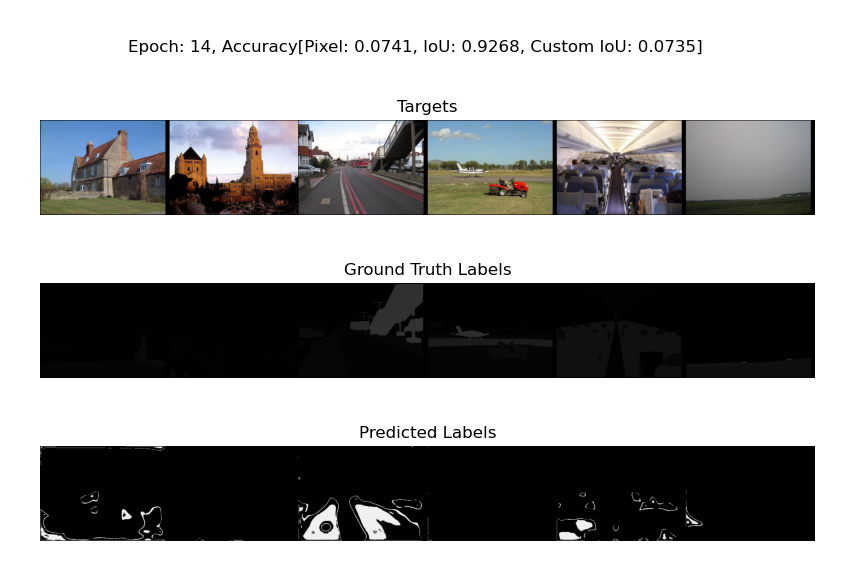 Epoch: 14, Accuracy[Pixel: 0.0741, IoU: 0.9268, Custom IoU: 0.0735]
Targets
Ground Truth Labels
Predicted Labels